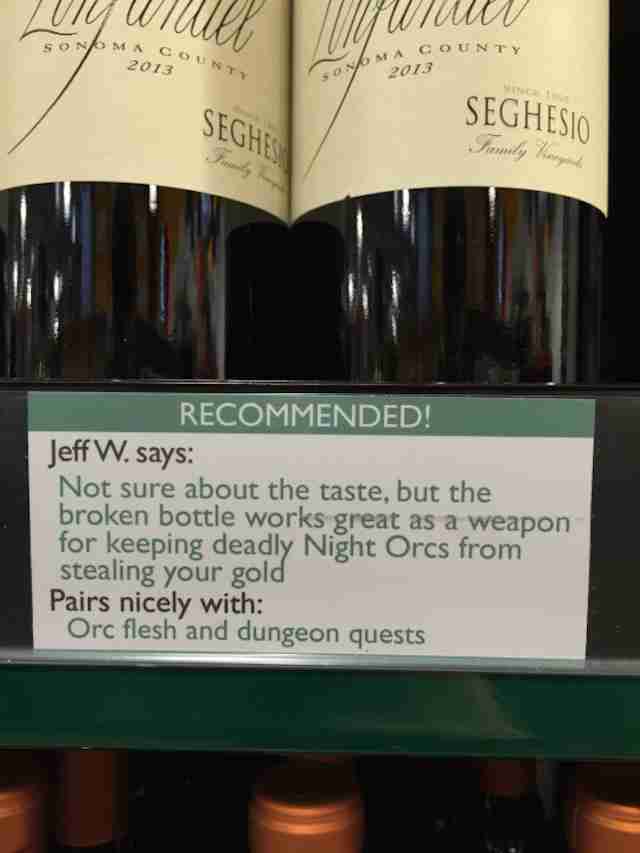 Zinfandel
SONOMA COUNTY
2013
SEGHESIO
Family
Zinfandel
SONOMA COUNTY
2013
SEGHESIO
Family Vineyards
RECOMMENDED!
Jeff W. says:
Not sure about the taste, but the
broken bottle works great as a weapon
for keeping deadly Night Orcs from
stealing your gold
Pairs nicely with:
Orc flesh and dungeon quests